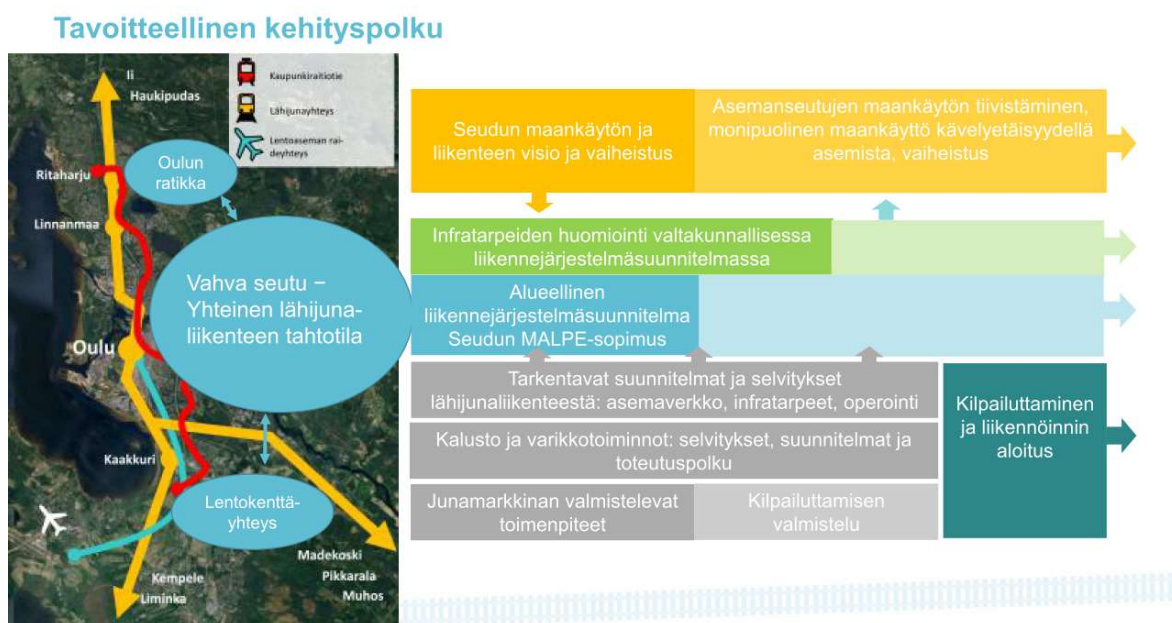 Tavoitteellinen kehityspolku
Ii
Haukipudas
Kaupunkiraitiotie
Lähijunayhteys
Lentoaseman rai-
deyhteys
Ritaharju
Oulun
ratikka
Linnanmaa
Vahva seutu –
Yhteinen lähijuna-
liikenteen tahtotila
Oulu
Kaakkuri
Lentokenttä-
yhteys
Madekoski
Pikkarala
Muhos
Kempele
Liminka
Seudun maankäytön ja
liikenteen visio ja vaiheistus
Asemanseutujen maankäytön tiivistäminen,
monipuolinen maankäyttö kävelyetäisyydellä
asemista, vaiheistus
Infratarpeiden huomiointi valtakunnallisessa
liikennejärjestelmäsuunnitelmassa
Alueellinen
liikennejärjestelmäsuunnitelma
Seudun MALPE-sopimus
Tarkentavat suunnitelmat ja selvitykset
lähijunaliikenteestä: asemaverkko, infratarpeet, operointi
Kalusto ja varikkotoiminnot: selvitykset, suunnitelmat ja
toteutuspolku
Junamarkkinan valmistelevat
toimenpiteet
Kilpailuttamisen
valmistelu
Kilpailuttaminen
ja liikennöinnin
aloitus